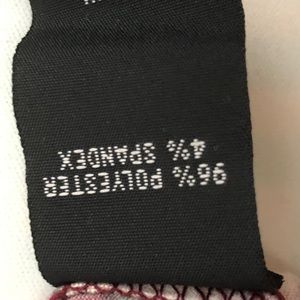 96% POLYESTER
4% SPANDEX